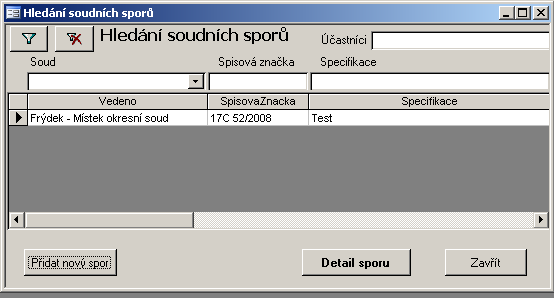 Hledání soudních sporů
Hledání soudních sporů
Účastníci
Soud Spisová značka Specifikace
Vedeno SpisovaZnacka Specifikace
Frýdek - Místek okresní soud 17C 52/2008 Test
Přidat nový spor Detail sporu Zavřít